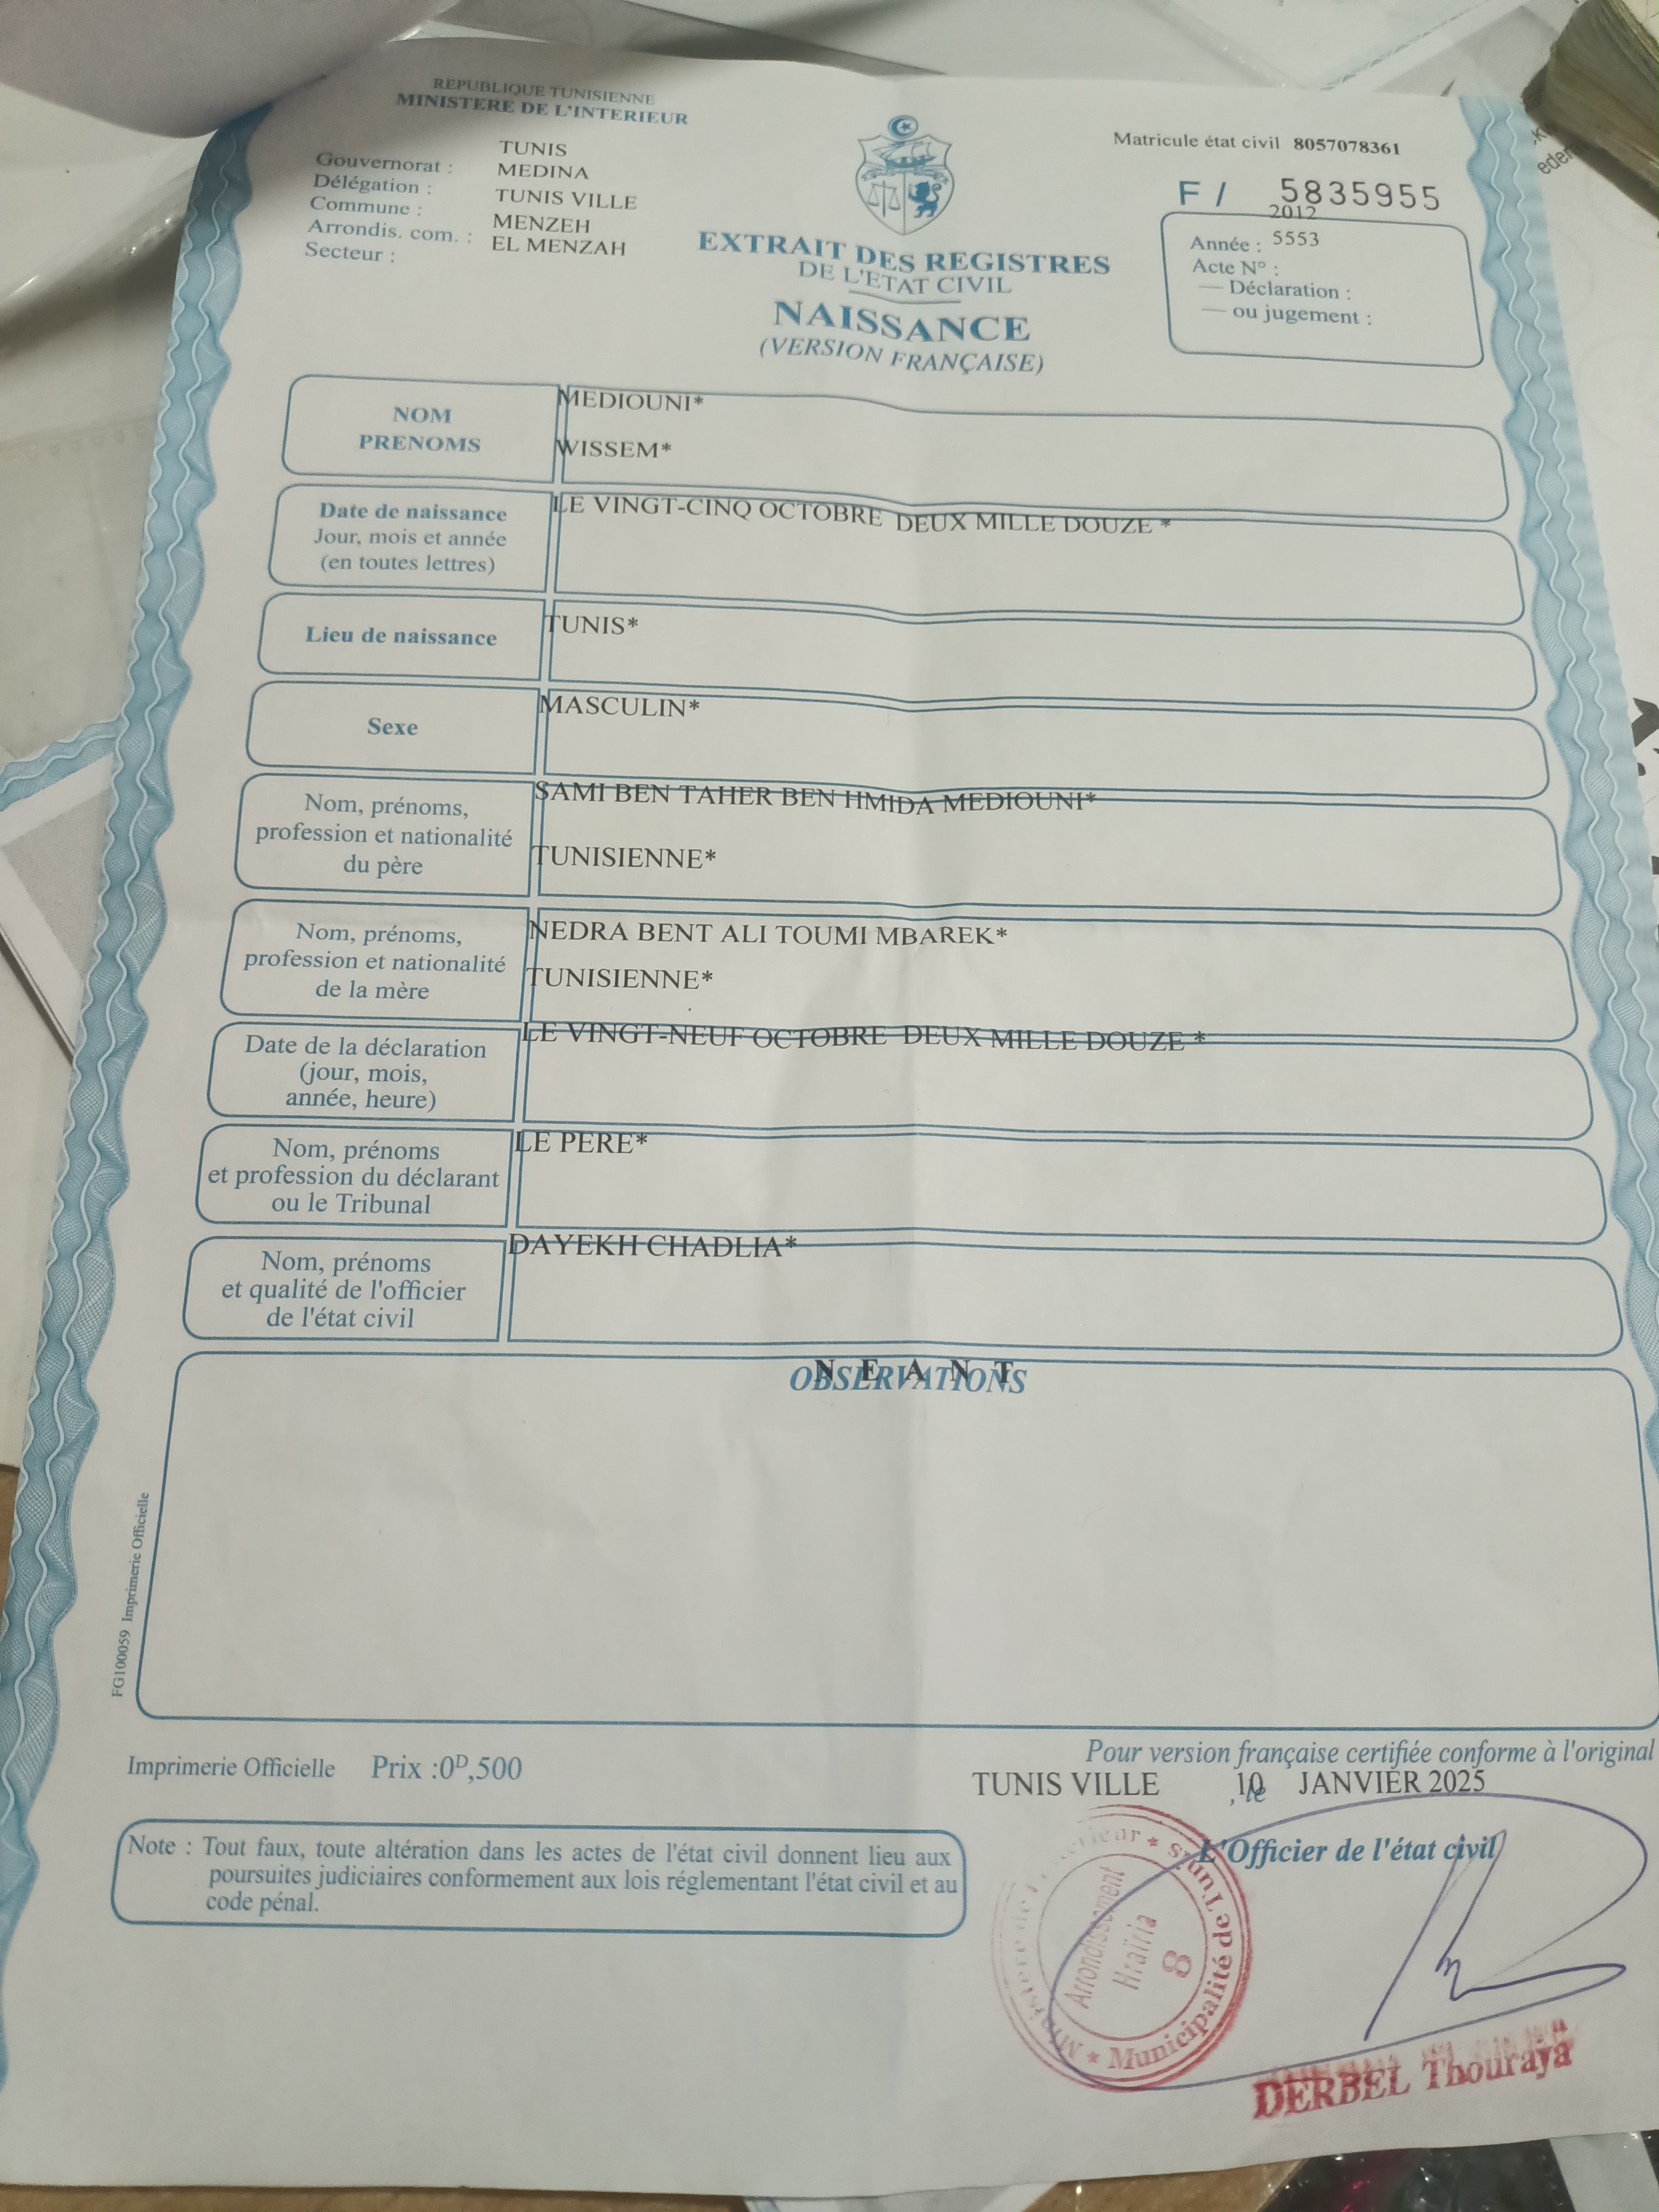 REPUBLIQUE TUNISIENNE
MINISTERE DE L'INTERIEUR
Gouvernorat : TUNIS
Délégation : MEDINA
Commune : TUNIS VILLE
Arrondis. com. : MENZEH
Secteur : EL MENZAH
EXTRAIT DES REGISTRES
DE L'ETAT CIVIL
NAISSANCE
(VERSION FRANÇAISE)
Matricule état civil 8057078361
F / 5835955
Année : 2012
Acte N° : 5553
— Déclaration :
— ou jugement :
NOM MEDIOUNI*
PRENOMS WISSEM*
Date de naissance
Jour, mois et année
(en toutes lettres)
LE VINGT-CINQ OCTOBRE DEUX MILLE DOUZE *
Lieu de naissance
TUNIS*
Sexe
MASCULIN*
Nom, prénoms,
profession et nationalité
du père
SAMI BEN TAHER BEN HMIDA MEDIOUNI*
TUNISIENNE*
Nom, prénoms,
profession et nationalité
de la mère
NEDRA BENT ALI TOUMI MBAREK*
TUNISIENNE*
Date de la déclaration
(jour, mois,
année, heure)
LE VINGT-NEUF OCTOBRE DEUX MILLE DOUZE *
Nom, prénoms
et profession du déclarant
ou le Tribunal
LE PERE*
Nom, prénoms
et qualité de l'officier
de l'état civil
DAYEKH CHADLIA*
OBSERVATIONS
N E A N T
FG100059 Imprimerie Officielle
Imprimerie Officielle Prix :0D,500
Pour version française certifiée conforme à l'original
TUNIS VILLE , le 10 JANVIER 2025
L'Officier de l'état civil
Note : Tout faux, toute altération dans les actes de l'état civil donnent lieu aux
poursuites judiciaires conformement aux lois réglementant l'état civil et au
code pénal.
Municipalité de Tunis
Arrondissement
Hraïria
8
DERBEL Thouraya